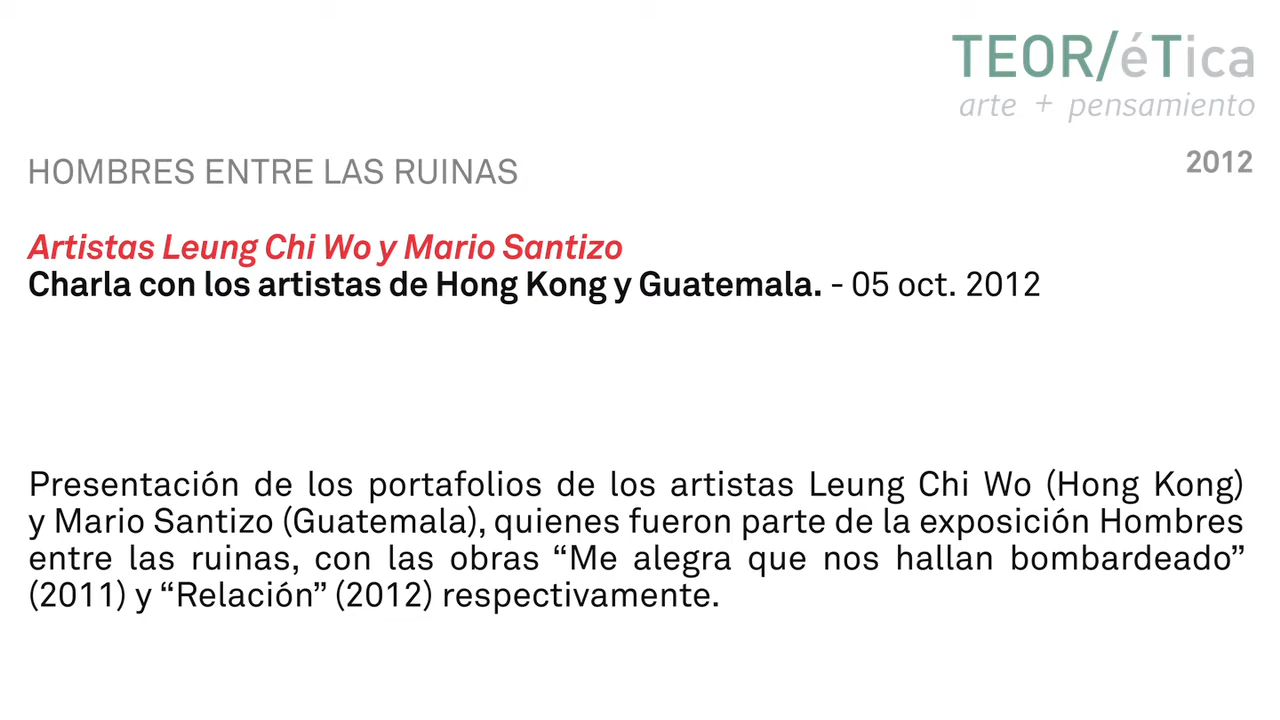 TEOR/éTica
arte + pensamiento
2012
HOMBRES ENTRE LAS RUINAS
Artistas Leung Chi Wo y Mario Santizo
Charla con los artistas de Hong Kong y Guatemala. - 05 oct. 2012
Presentación de los portafolios de los artistas Leung Chi Wo (Hong Kong)
y Mario Santizo (Guatemala), quienes fueron parte de la exposición Hombres
entre las ruinas, con las obras “Me alegra que nos hallan bombardeado”
(2011) y “Relación” (2012) respectivamente.